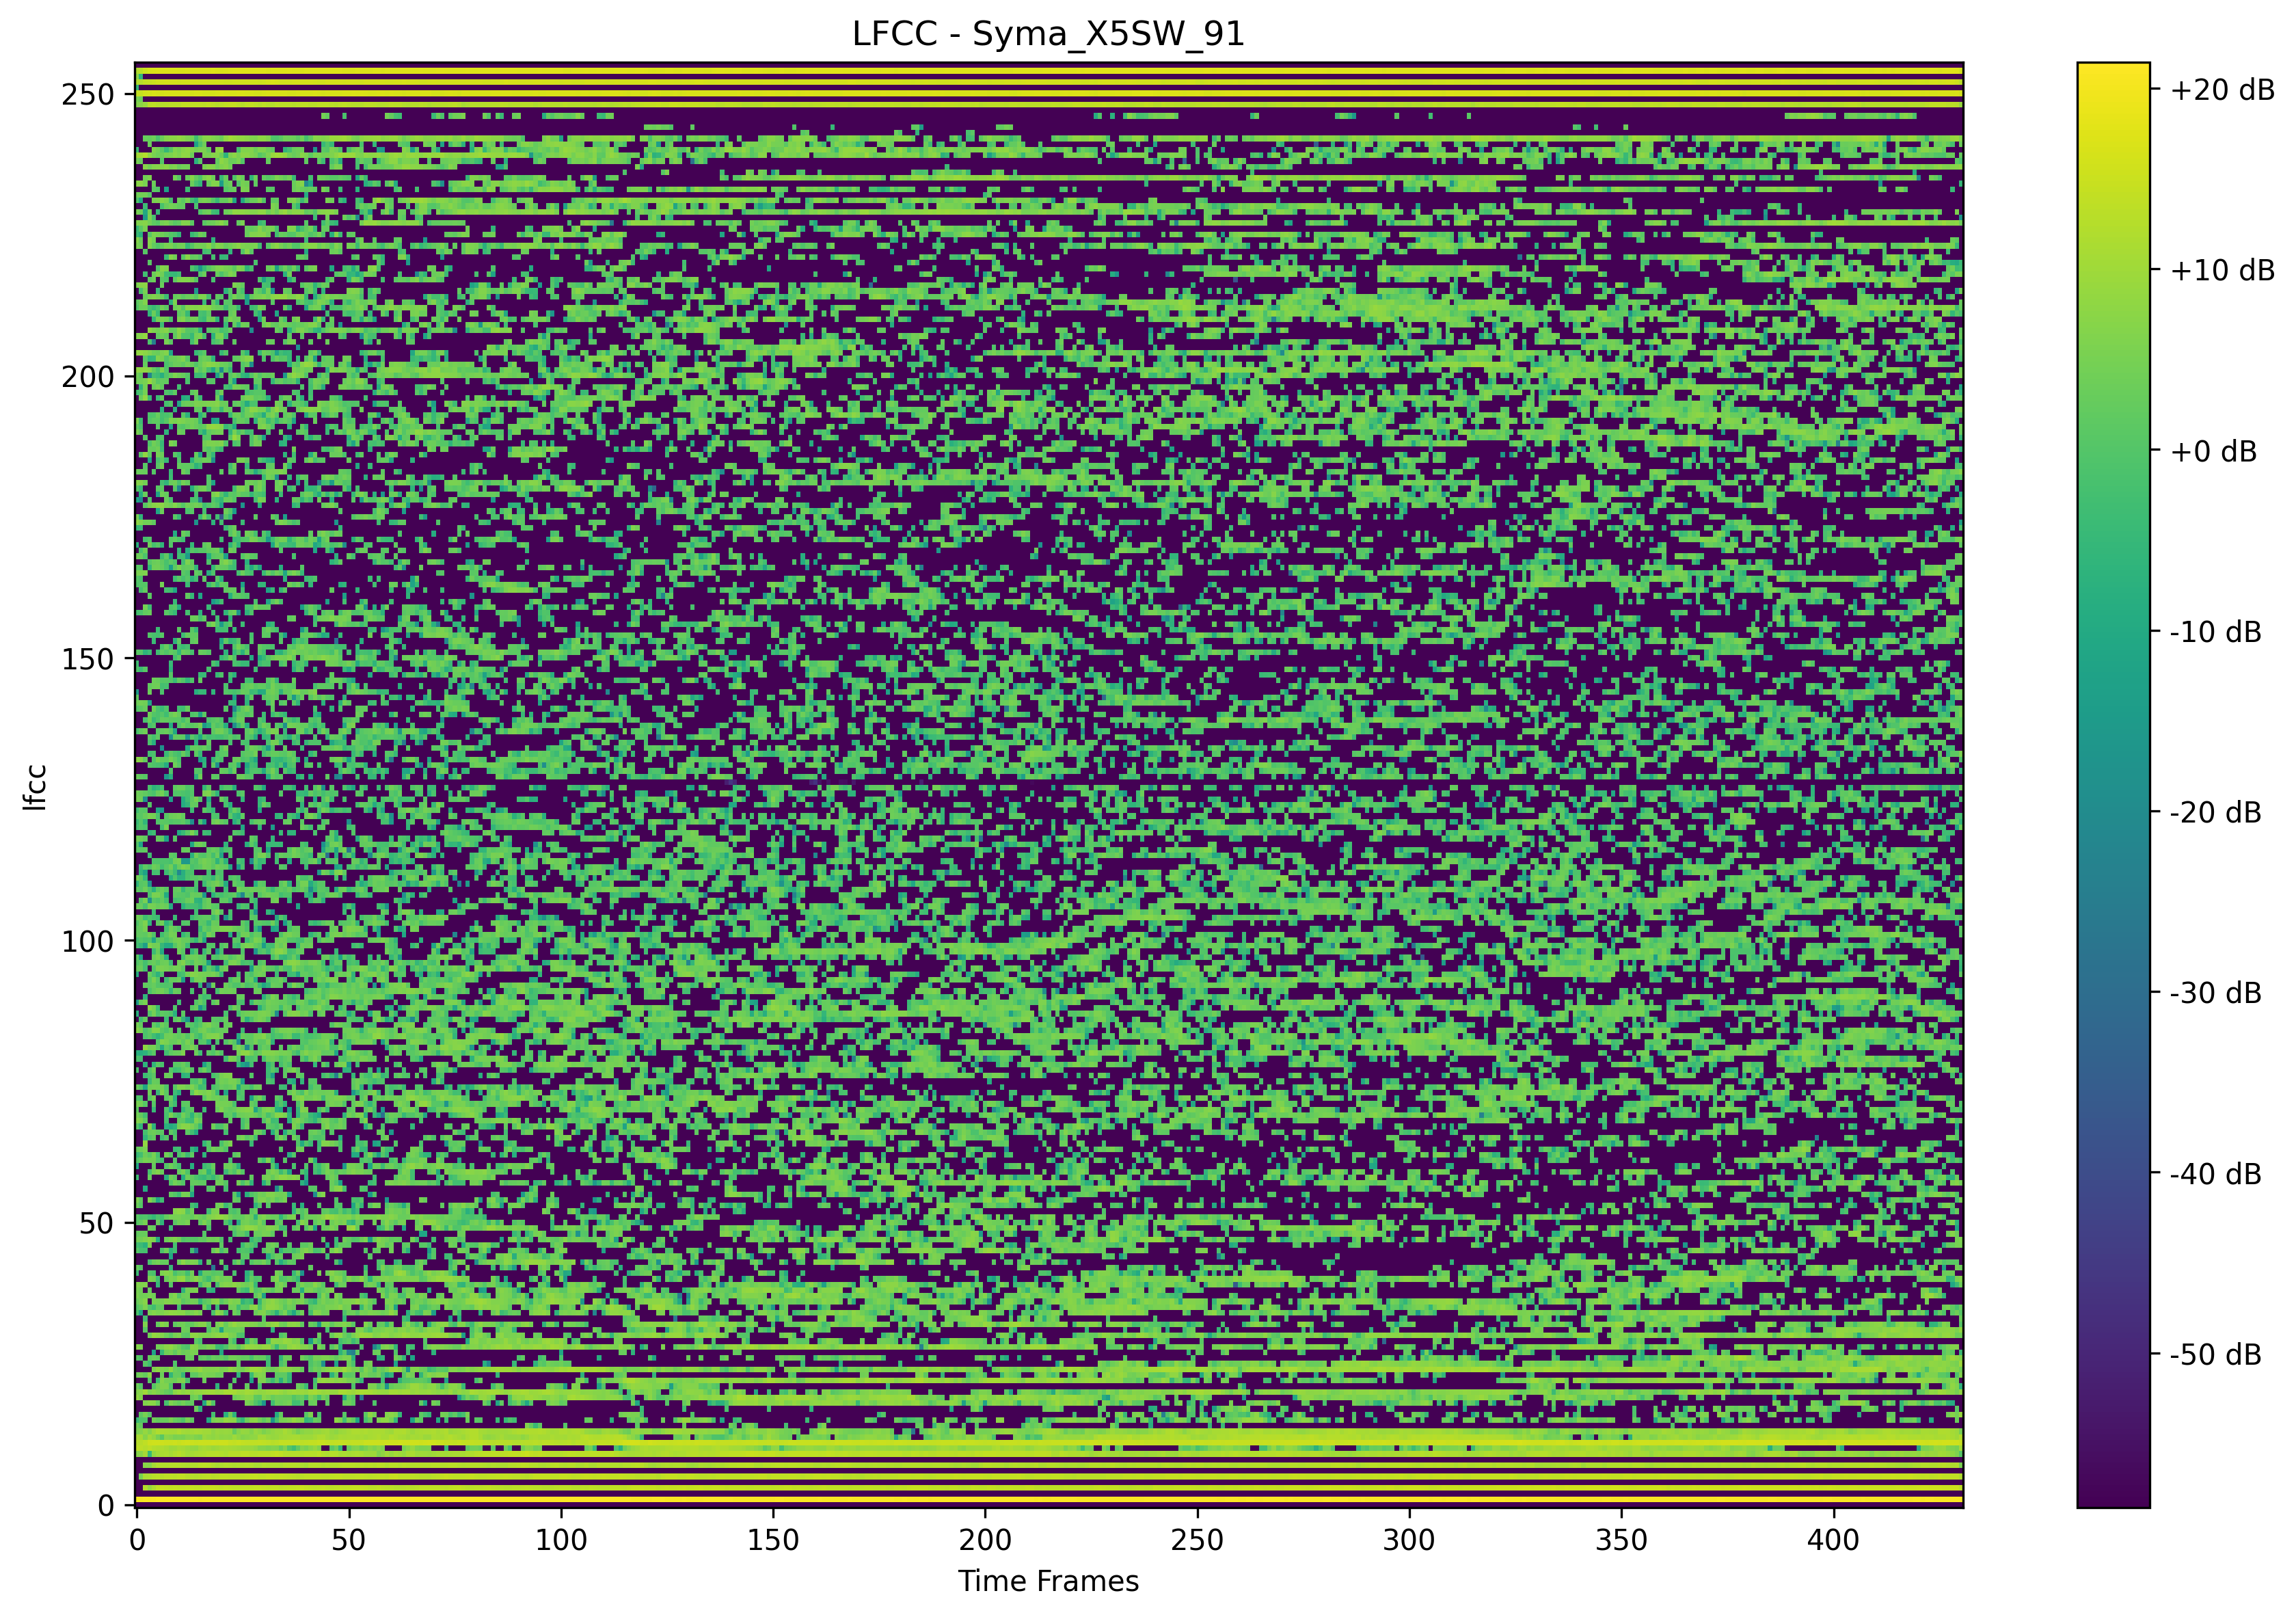 LFCC - Syma_X5SW_91
250
200
150
100
50
0
lfcc
0 50 100 150 200 250 300 350 400
Time Frames
+20 dB
+10 dB
+0 dB
-10 dB
-20 dB
-30 dB
-40 dB
-50 dB